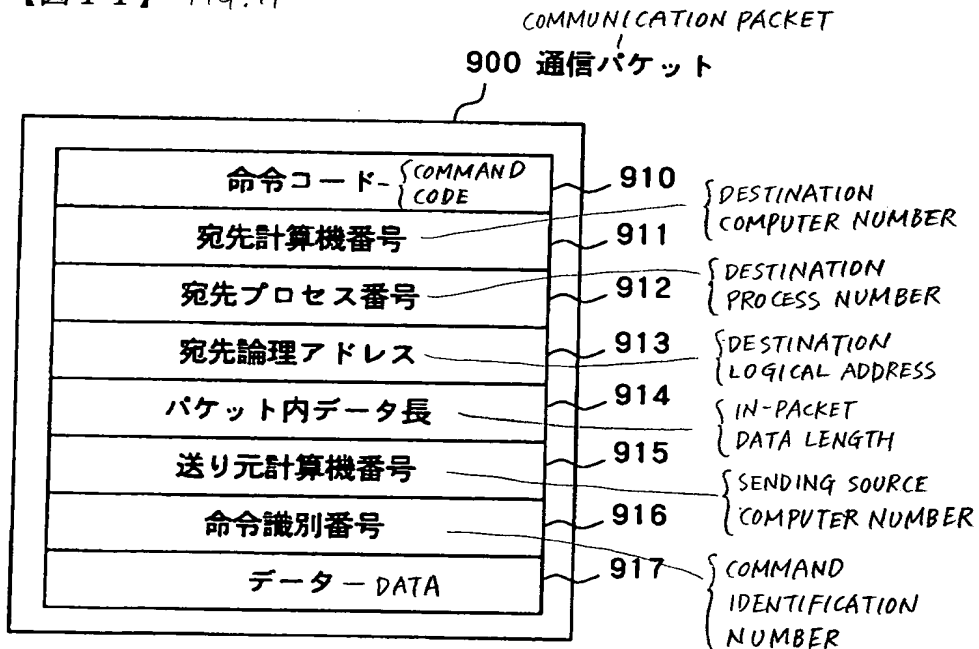 【図11】 FIG. 11
COMMUNICATION PACKET
900 通信パケット
命令コード - COMMAND CODE 910
宛先計算機番号 911 DESTINATION COMPUTER NUMBER
宛先プロセス番号 912 DESTINATION PROCESS NUMBER
宛先論理アドレス 913 DESTINATION LOGICAL ADDRESS
パケット内データ長 914 IN-PACKET DATA LENGTH
送り元計算機番号 915 SENDING SOURCE COMPUTER NUMBER
命令識別番号 916 COMMAND IDENTIFICATION NUMBER
データ - DATA 917